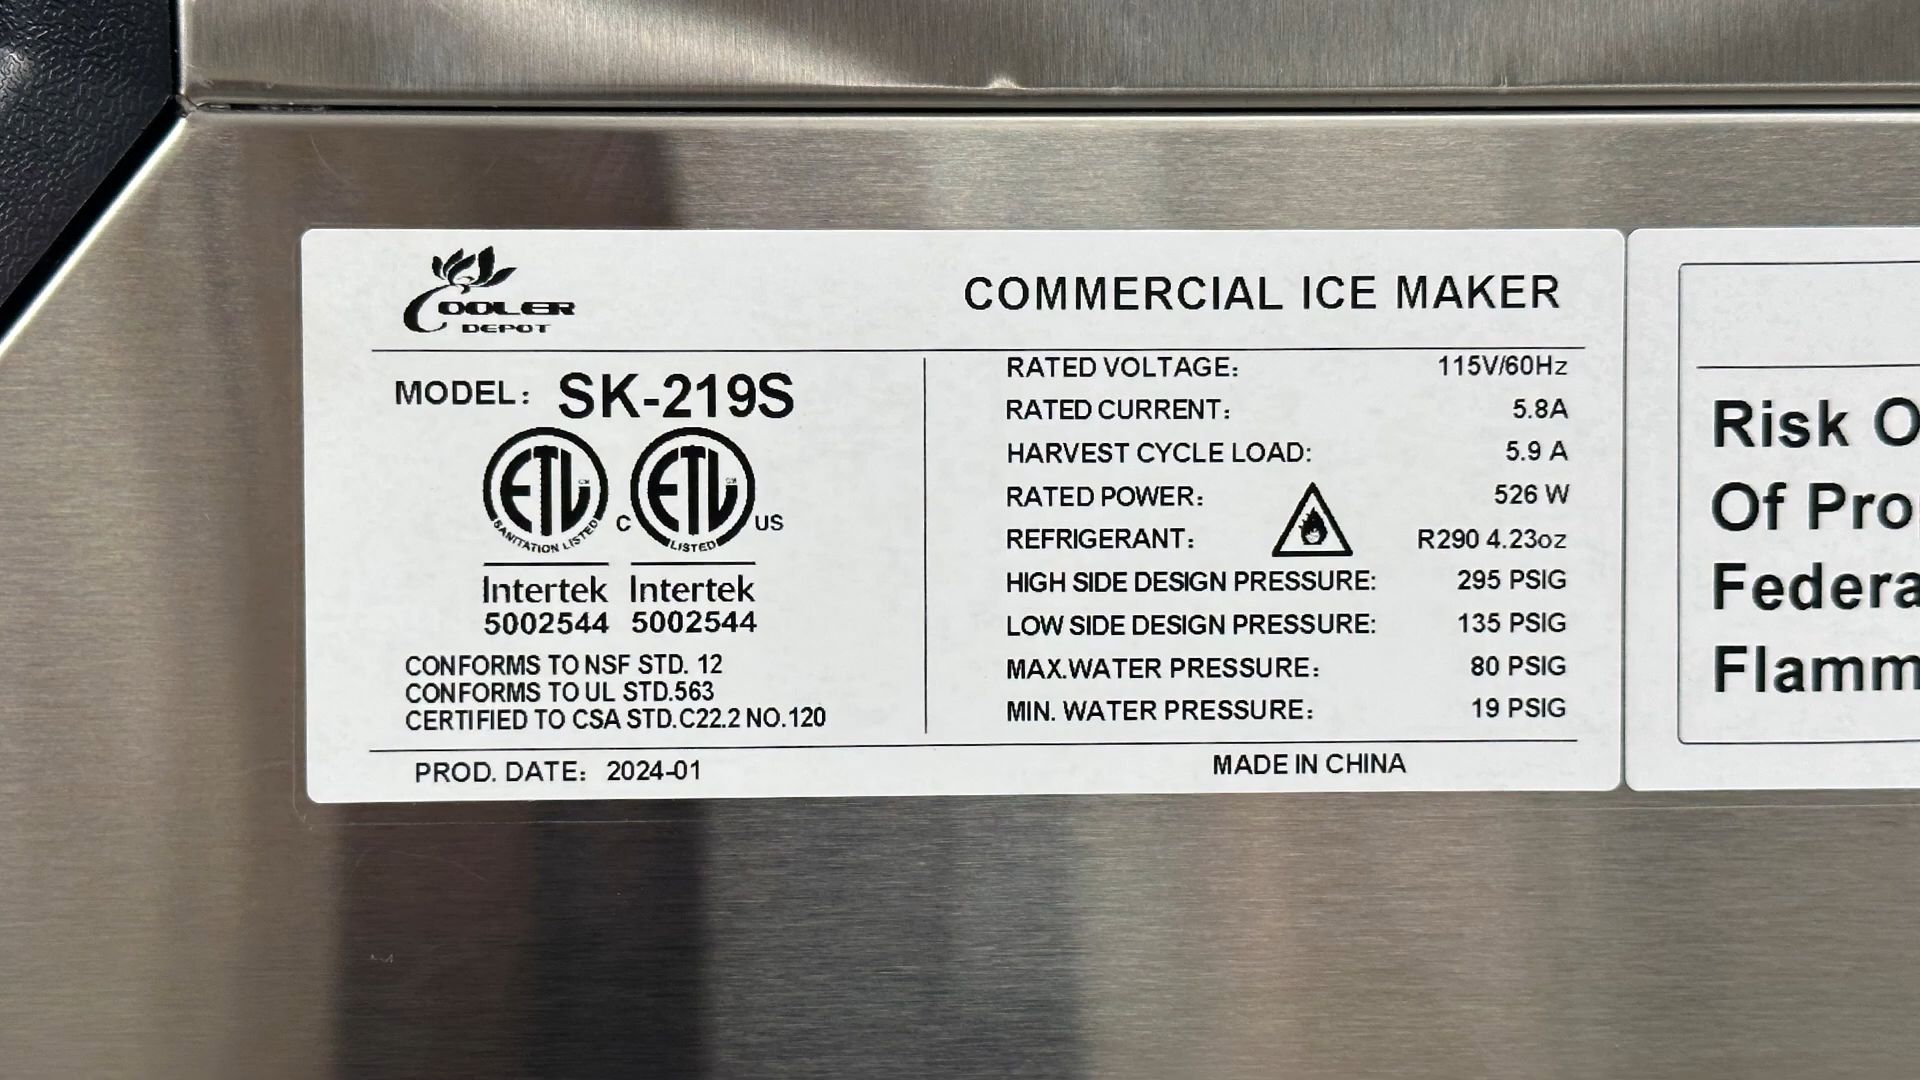 COOLER
DEPOT
COMMERCIAL ICE MAKER
MODEL: SK-219S
ETL
SANITATION LISTED
C ETL US
LISTED
CM
CM
Intertek Intertek
5002544 5002544
CONFORMS TO NSF STD. 12
CONFORMS TO UL STD.563
CERTIFIED TO CSA STD.C22.2 NO.120
RATED VOLTAGE: 115V/60Hz
RATED CURRENT: 5.8A
HARVEST CYCLE LOAD: 5.9 A
RATED POWER: 526 W
REFRIGERANT: R290 4.23oz
HIGH SIDE DESIGN PRESSURE: 295 PSIG
LOW SIDE DESIGN PRESSURE: 135 PSIG
MAX.WATER PRESSURE: 80 PSIG
MIN. WATER PRESSURE: 19 PSIG
PROD. DATE: 2024-01
MADE IN CHINA
Risk O
Of Pro
Federa
Flamm